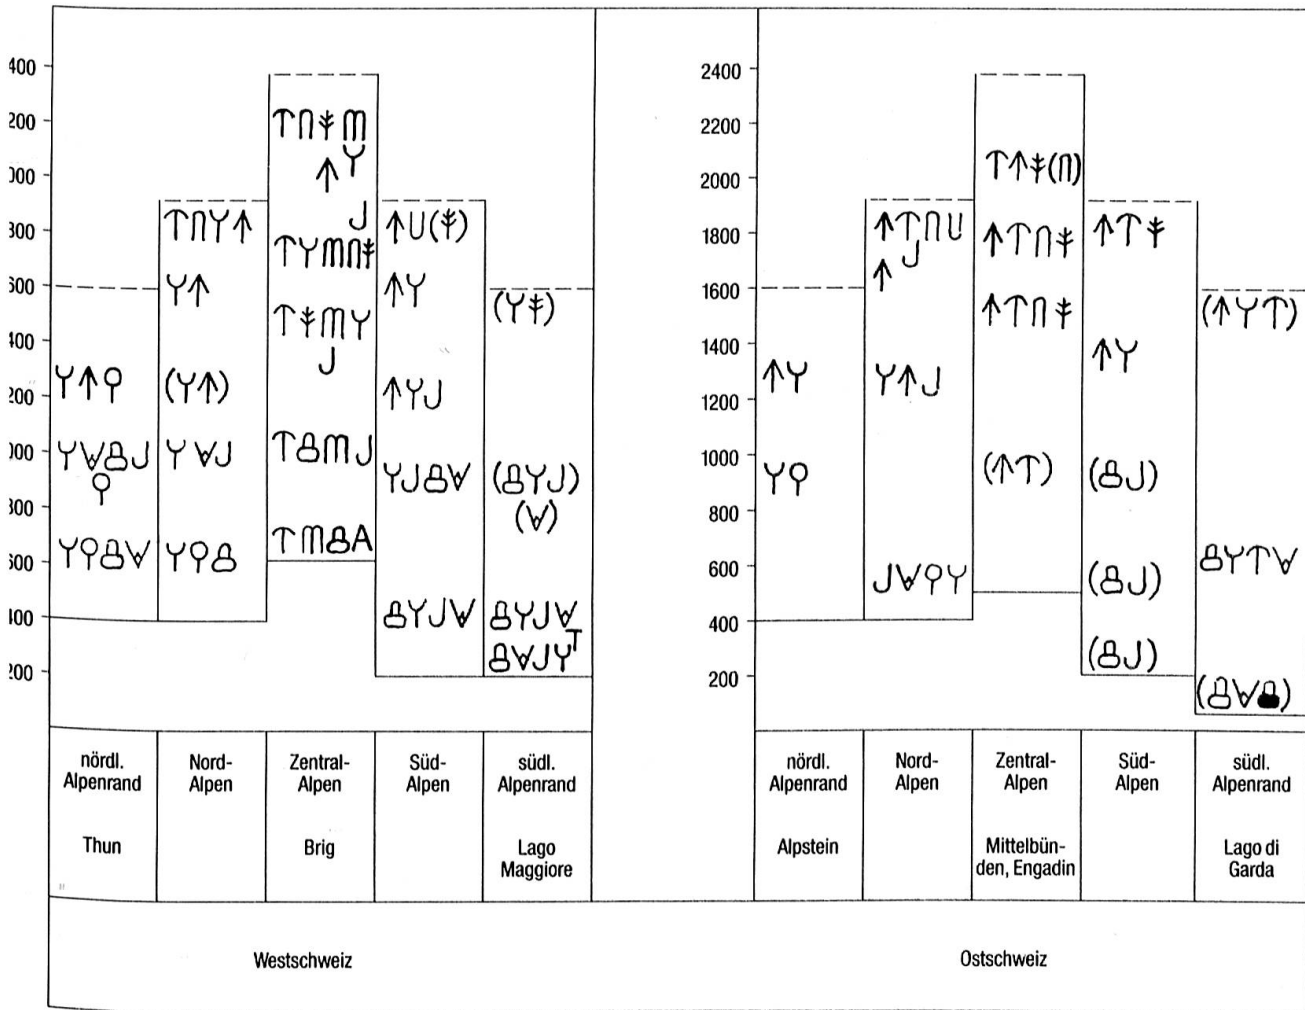 400
200
000
800
600
400
200
000
800
600
400
200
2400
2200
2000
1800
1600
1400
1200
1000
800
600
400
200
nördl.
Alpenrand
Thun
Nord-
Alpen
Zentral-
Alpen
Brig
Süd-
Alpen
südl.
Alpenrand
Lago
Maggiore
Westschweiz
nördl.
Alpenrand
Alpstein
Nord-
Alpen
Zentral-
Alpen
Mittelbün-
den, Engadin
Süd-
Alpen
südl.
Alpenrand
Lago di
Garda
Ostschweiz